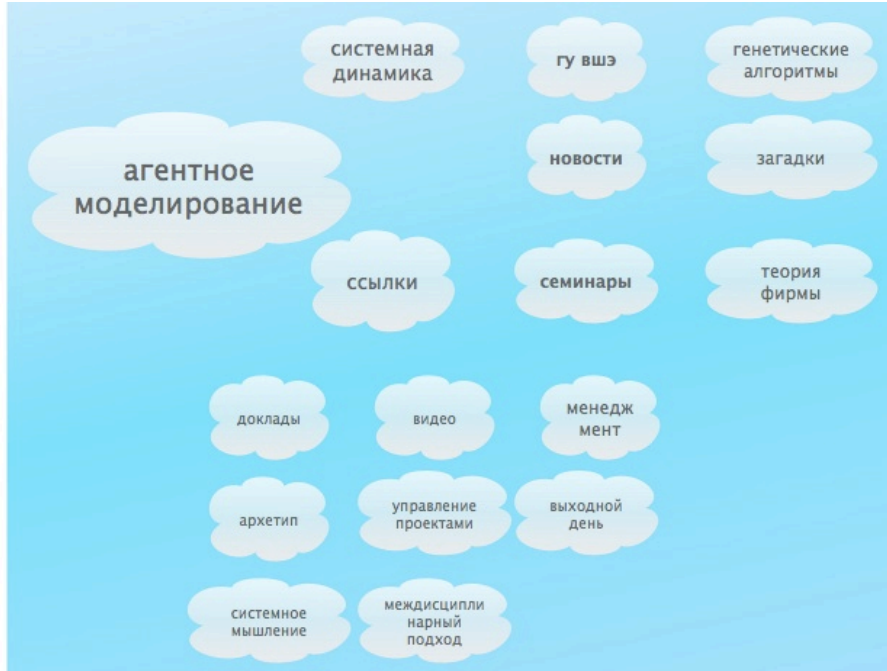 системная
динамика
гу вшэ
генетические
алгоритмы
агентное
моделирование
новости
загадки
ссылки
семинары
теория
фирмы
доклады
видео
менедж
мент
архетип
управление
проектами
выходной
день
системное
мышление
междисципли
нарный
подход